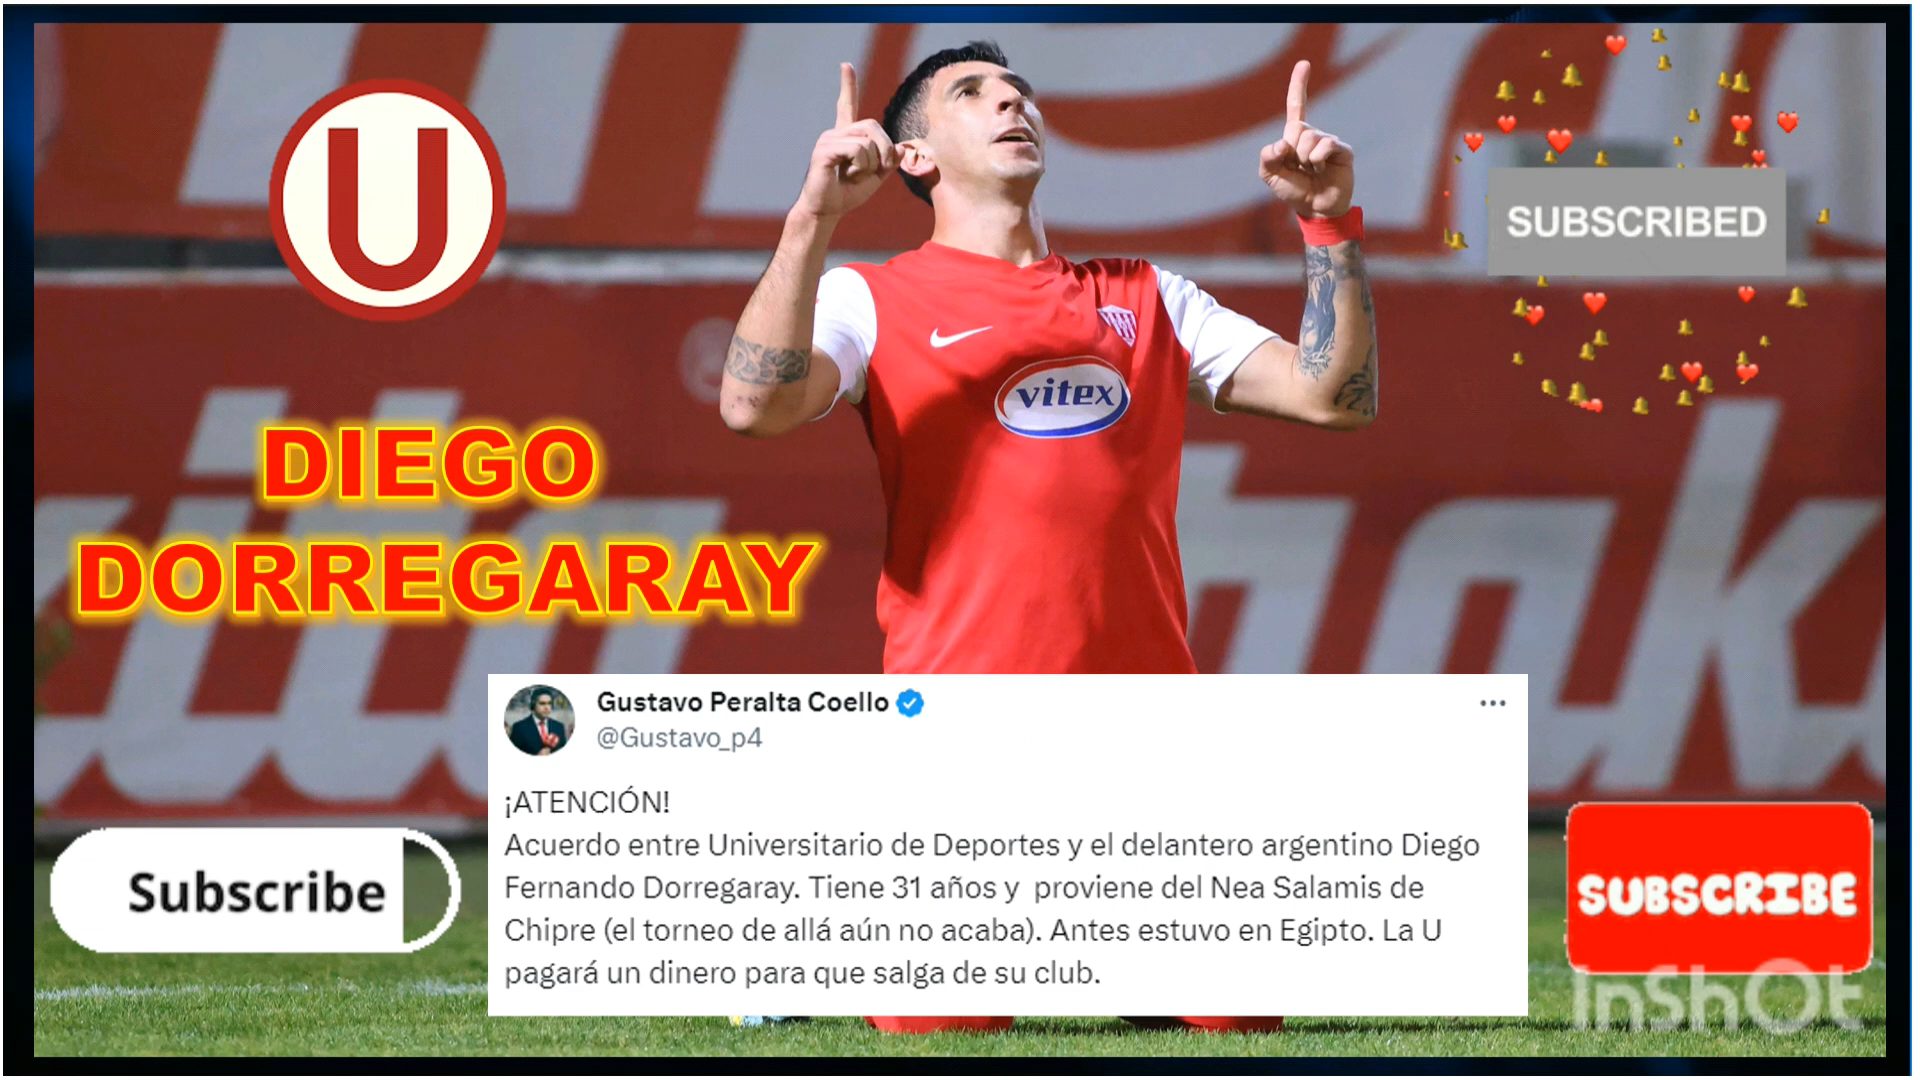 U
SUBSCRIBED
vitex
DIEGO
DORREGARAY
Gustavo Peralta Coello
@Gustavo_p4
¡ATENCIÓN!
Acuerdo entre Universitario de Deportes y el delantero argentino Diego
Fernando Dorregaray. Tiene 31 años y proviene del Nea Salamis de
Chipre (el torneo de allá aún no acaba). Antes estuvo en Egipto. La U
pagará un dinero para que salga de su club.
Subscribe
SUBSCRIBE
InShOt